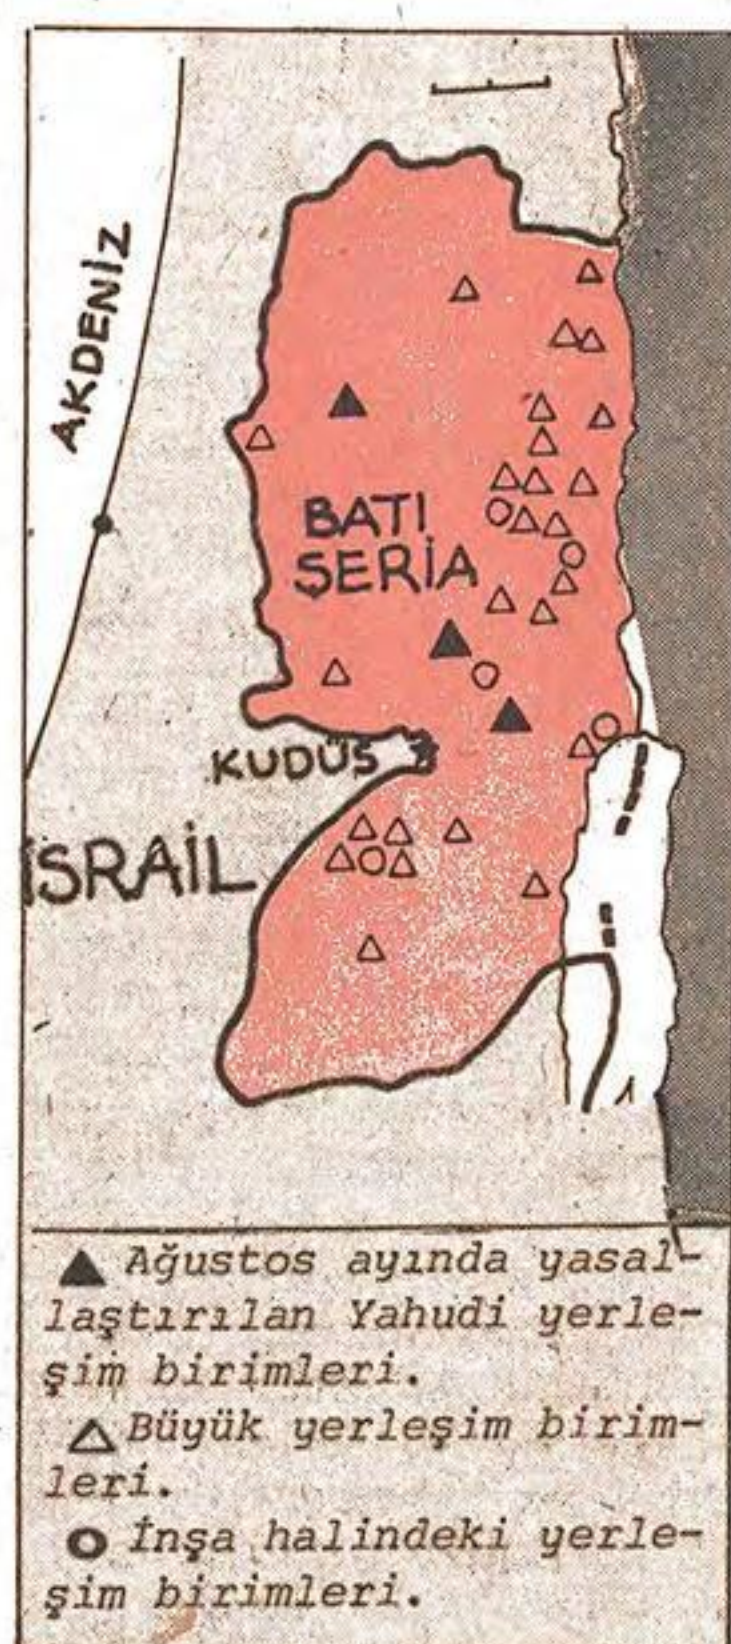 AKDENİZ
BATI
ŞERİA
KUDÜS
İSRAİL
▲ Ağustos ayında yasal-
laştırılan Yahudi yerle-
şim birimleri.
△ Büyük yerleşim birim-
leri.
O İnşa halindeki yerle-
şim birimleri.